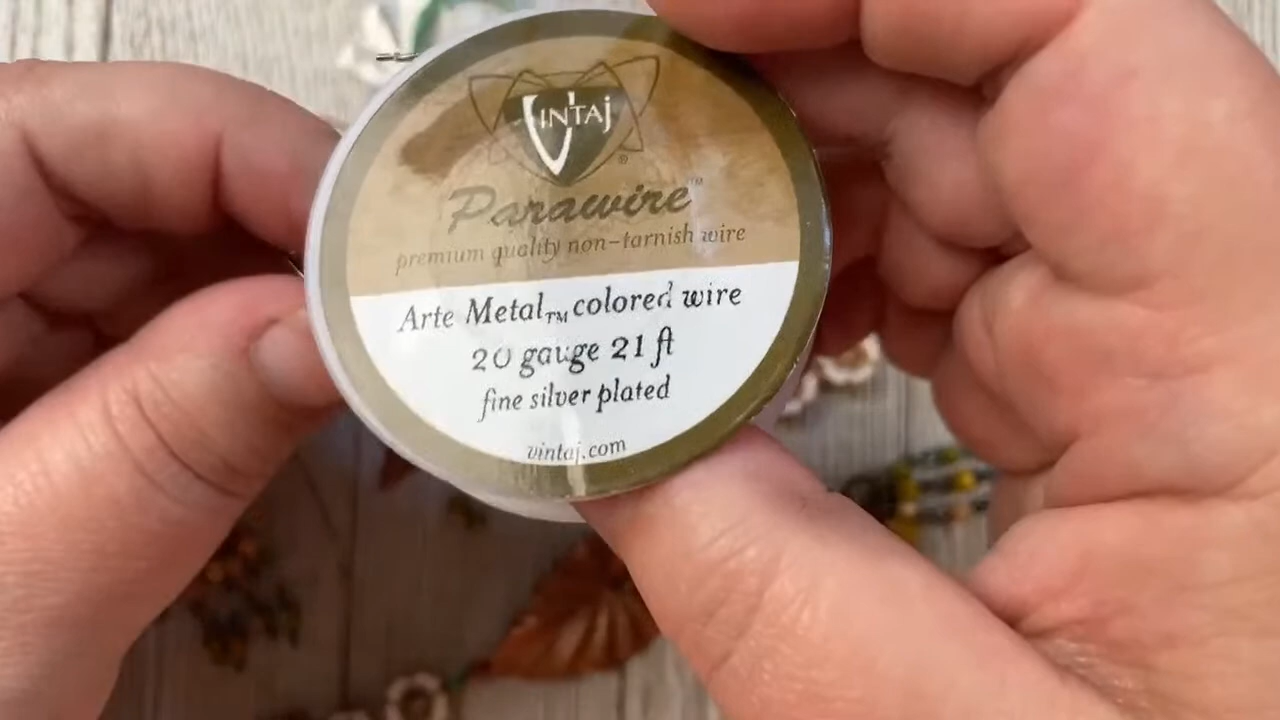 VINTAJ
®
Parawire™
premium quality non-tarnish wire
Arte Metal™ colored wire
20 gauge 21 ft
fine silver plated
vintaj.com